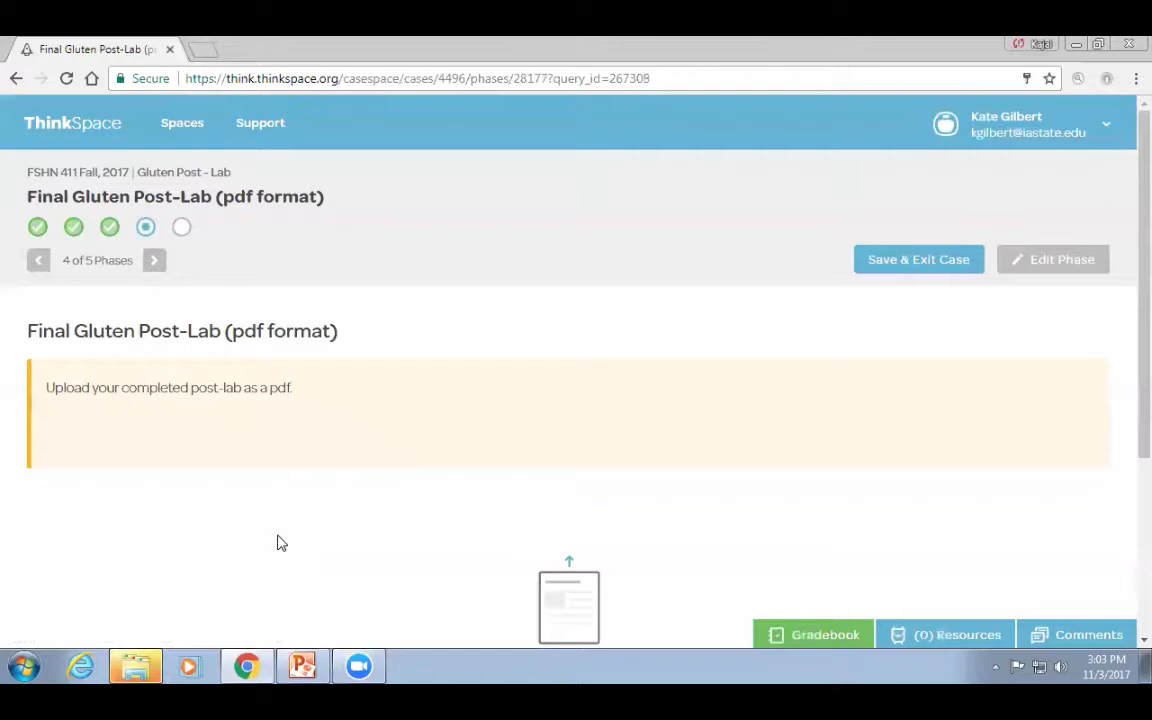 Final Gluten Post-Lab (p
Kejal
Secure
https://think.thinkspace.org/casespace/cases/4496/phases/28177?query_id=267308
ThinkSpace
Spaces
Support
Kate Gilbert
kgilbert@iastate.edu
FSHN 411 Fall, 2017 | Gluten Post - Lab
Final Gluten Post-Lab (pdf format)
4 of 5 Phases
Save & Exit Case
Edit Phase
Final Gluten Post-Lab (pdf format)
Upload your completed post-lab as a pdf.
Gradebook
(0) Resources
Comments
3:03 PM
11/3/2017